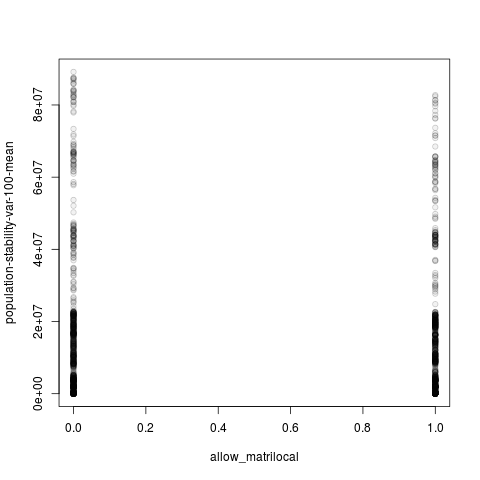 population-stability-var-100-mean
8e+07
6e+07
4e+07
2e+07
0e+00
0.0 0.2 0.4 0.6 0.8 1.0
allow_matrilocal